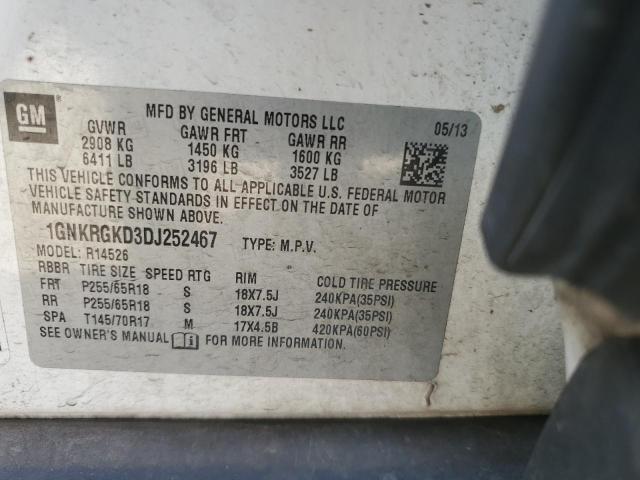 GM
MFD BY GENERAL MOTORS LLC
05/13
GVWR GAWR FRT GAWR RR
2908 KG 1450 KG 1600 KG
6411 LB 3196 LB 3527 LB
THIS VEHICLE CONFORMS TO ALL APPLICABLE U.S. FEDERAL MOTOR
VEHICLE SAFETY STANDARDS IN EFFECT ON THE DATE OF
MANUFACTURE SHOWN ABOVE.
1GNKRGKD3DJ252467 TYPE: M.P.V.
MODEL: R14526
RBBR TIRE SIZE SPEED RTG RIM COLD TIRE PRESSURE
FRT P255/65R18 S 18X7.5J 240KPA(35PSI)
RR P255/65R18 S 18X7.5J 240KPA(35PSI)
SPA T145/70R17 M 17X4.5B 420KPA(60PSI)
SEE OWNER'S MANUAL FOR MORE INFORMATION.